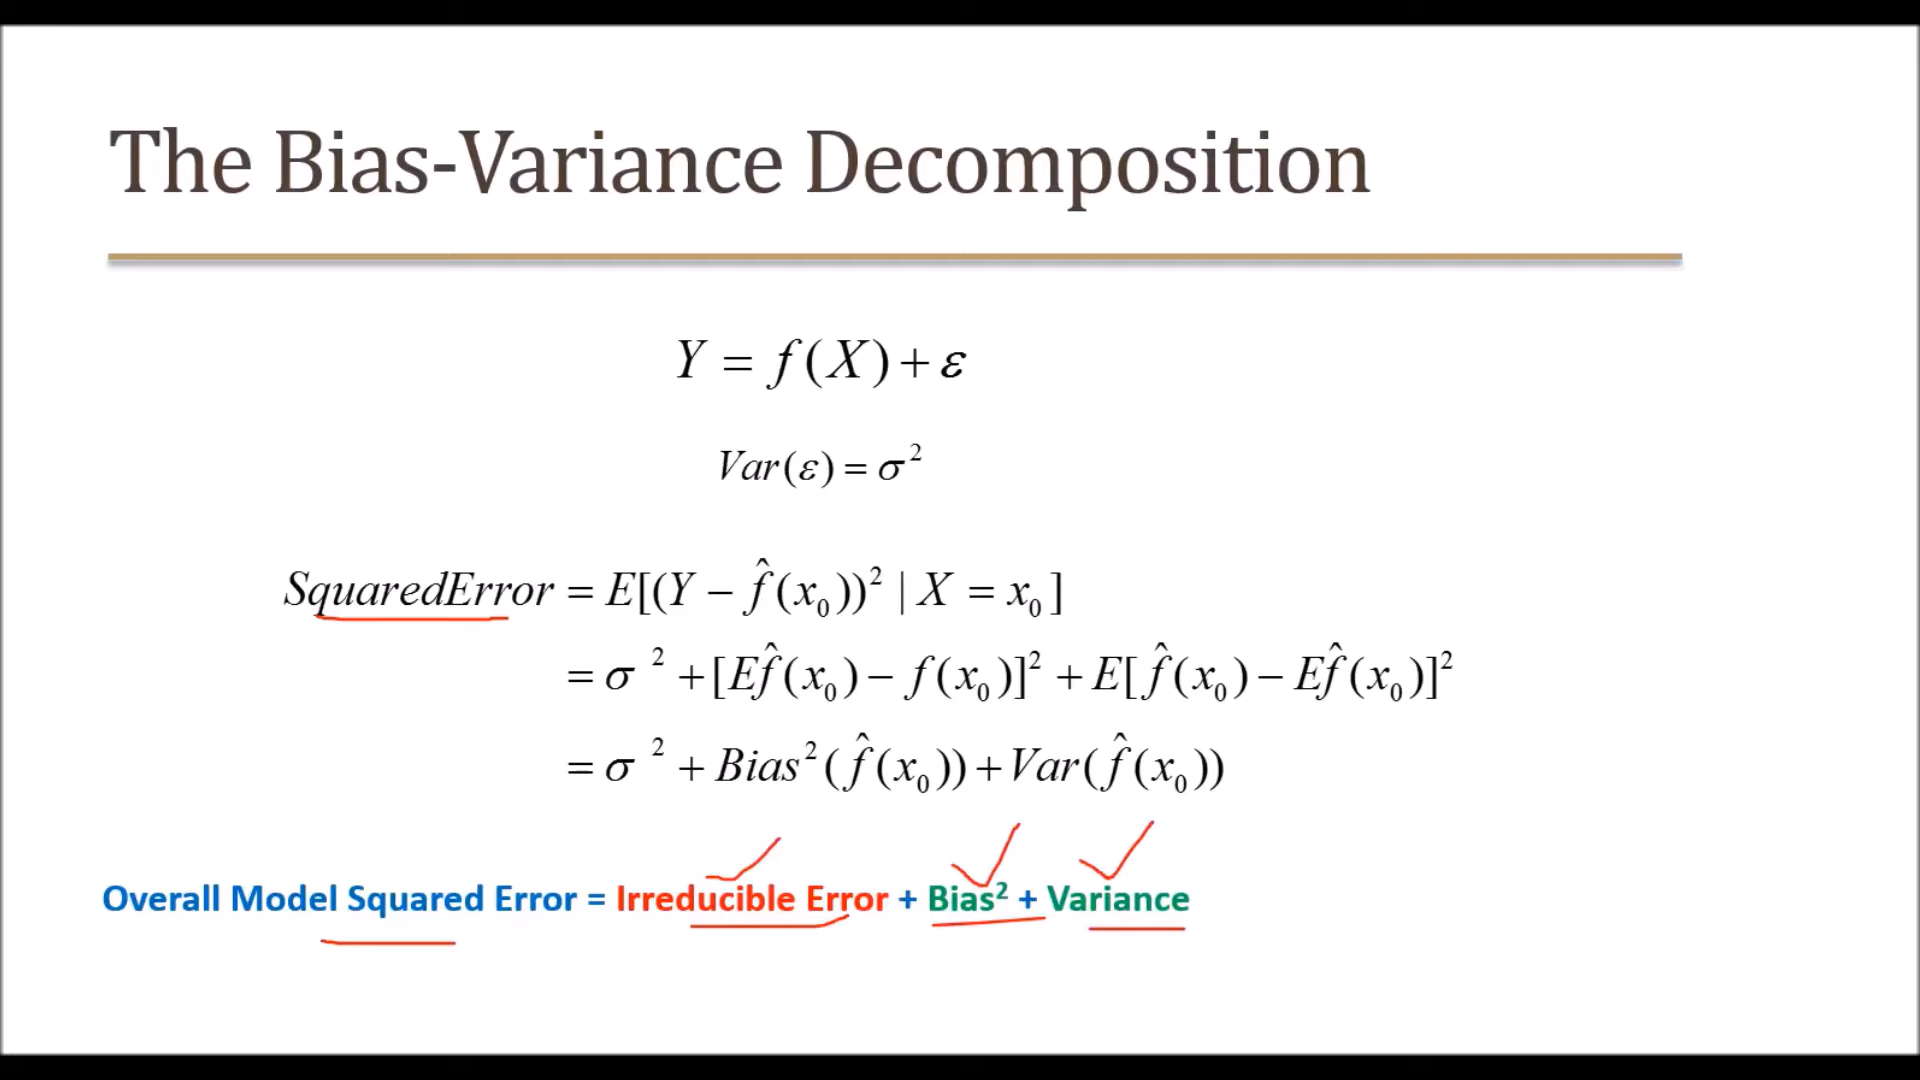 The Bias-Variance Decomposition
Y = f(X) + ε
Var(ε) = σ²
SquaredError = E[(Y − f̂(x₀))² | X = x₀]
= σ² + [Ef̂(x₀) − f(x₀)]² + E[f̂(x₀) − Ef̂(x₀)]²
= σ² + Bias²(f̂(x₀)) + Var(f̂(x₀))
Overall Model Squared Error = Irreducible Error + Bias² + Variance